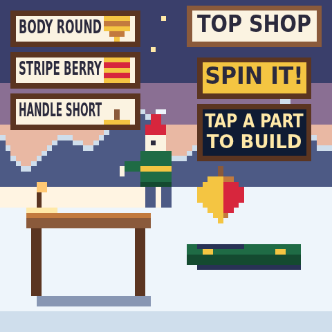 BODY ROUND
STRIPE BERRY
HANDLE SHORT
TOP SHOP
SPIN IT!
TAP A PART
TO BUILD